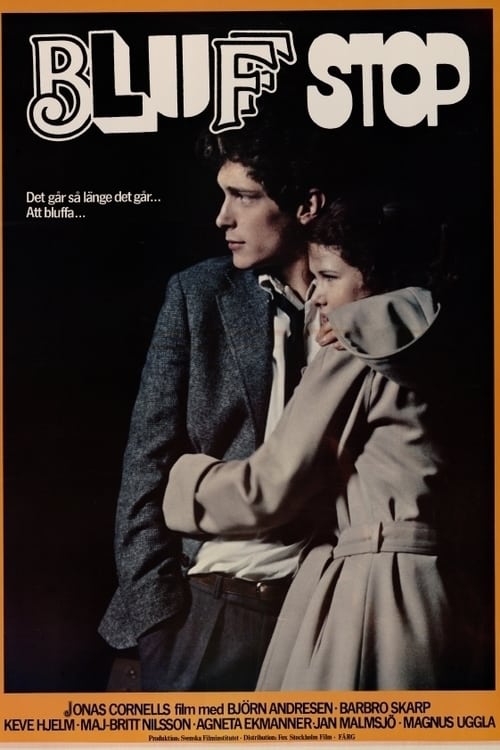 BLUFF STOP
Det går så länge det går...
Att bluffa...
JONAS CORNELLS film med BJÖRN ANDRESEN · BARBRO SKARP
KEVE HJELM · MAJ-BRITT NILSSON · AGNETA EKMANNER · JAN MALMSJÖ · MAGNUS UGGLA
Produktion: Svenska Filminstitutet · Distribution: Fox Stockholm Film · FÄRG